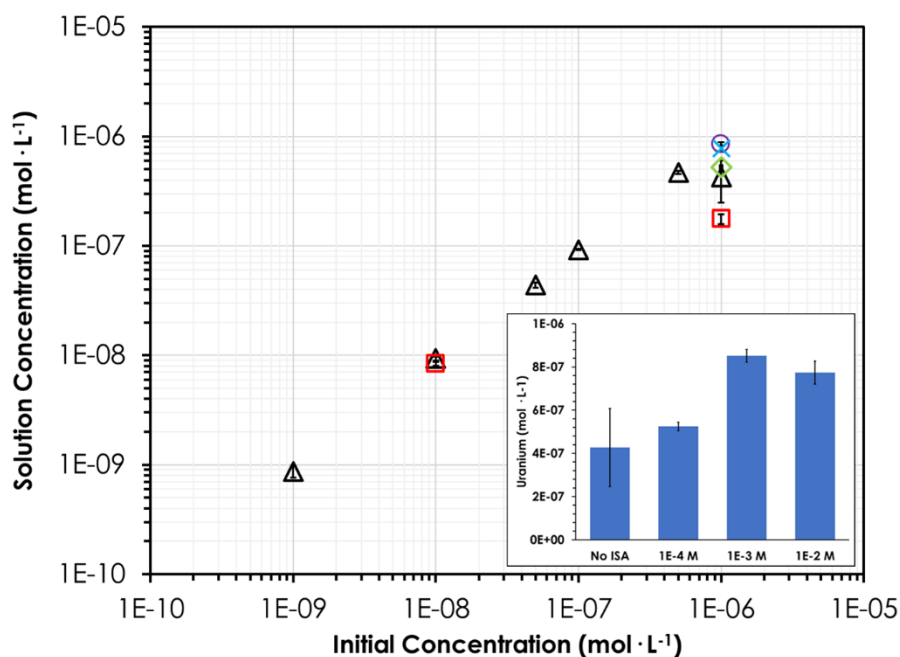 1E-05
1E-06
1E-07
1E-08
1E-09
1E-10
Solution Concentration (mol · L⁻¹)
1E-10 1E-09 1E-08 1E-07 1E-06 1E-05
Initial Concentration (mol · L⁻¹)
1E-06
8E-07
6E-07
4E-07
2E-07
0E+00
Uranium (mol · L-1)
No ISA 1E-4 M 1E-3 M 1E-2 M